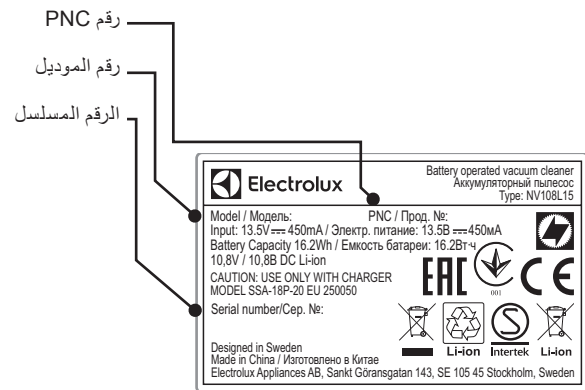 رقم PNC
رقم الموديل
الرقم المسلسل
Electrolux
Battery operated vacuum cleaner
Аккумуляторный пылесос
Type: NV108L15
Model / Модель: PNC / Прод. №:
Input: 13.5V 450mA / Электр. питание: 13.5В 450мА
Battery Capacity 16.2Wh / Емкость батареи: 16.2Вт·ч
10,8V / 10,8В DC Li-ion
CAUTION: USE ONLY WITH CHARGER
MODEL SSA-18P-20 EU 250050
Serial number/Сер. №:
EAC
001
CE
S
Li-ion Intertek Li-ion
Designed in Sweden
Made in China / Изготовлено в Китае
Electrolux Appliances AB, Sankt Göransgatan 143, SE 105 45 Stockholm, Sweden